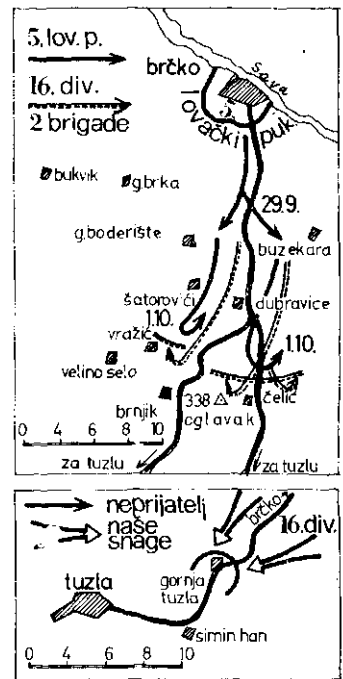 5. lov. p.
16. div.
2 brigade
brčko
Sava
5.
lovački puk
bukvik
g.brka
29.9.
g.boderište
buzekara
šatorovići
dubravice
1.10.
vražić
1.10.
velino selo
brnjik
338
čelić
0 2 4 6 8 10
za tuzlu
za tuzlu
neprijatelj
naše
snage
brčko
16.div.
tuzla
gornja
tuzla
simin han
0 2 4 6 8 10